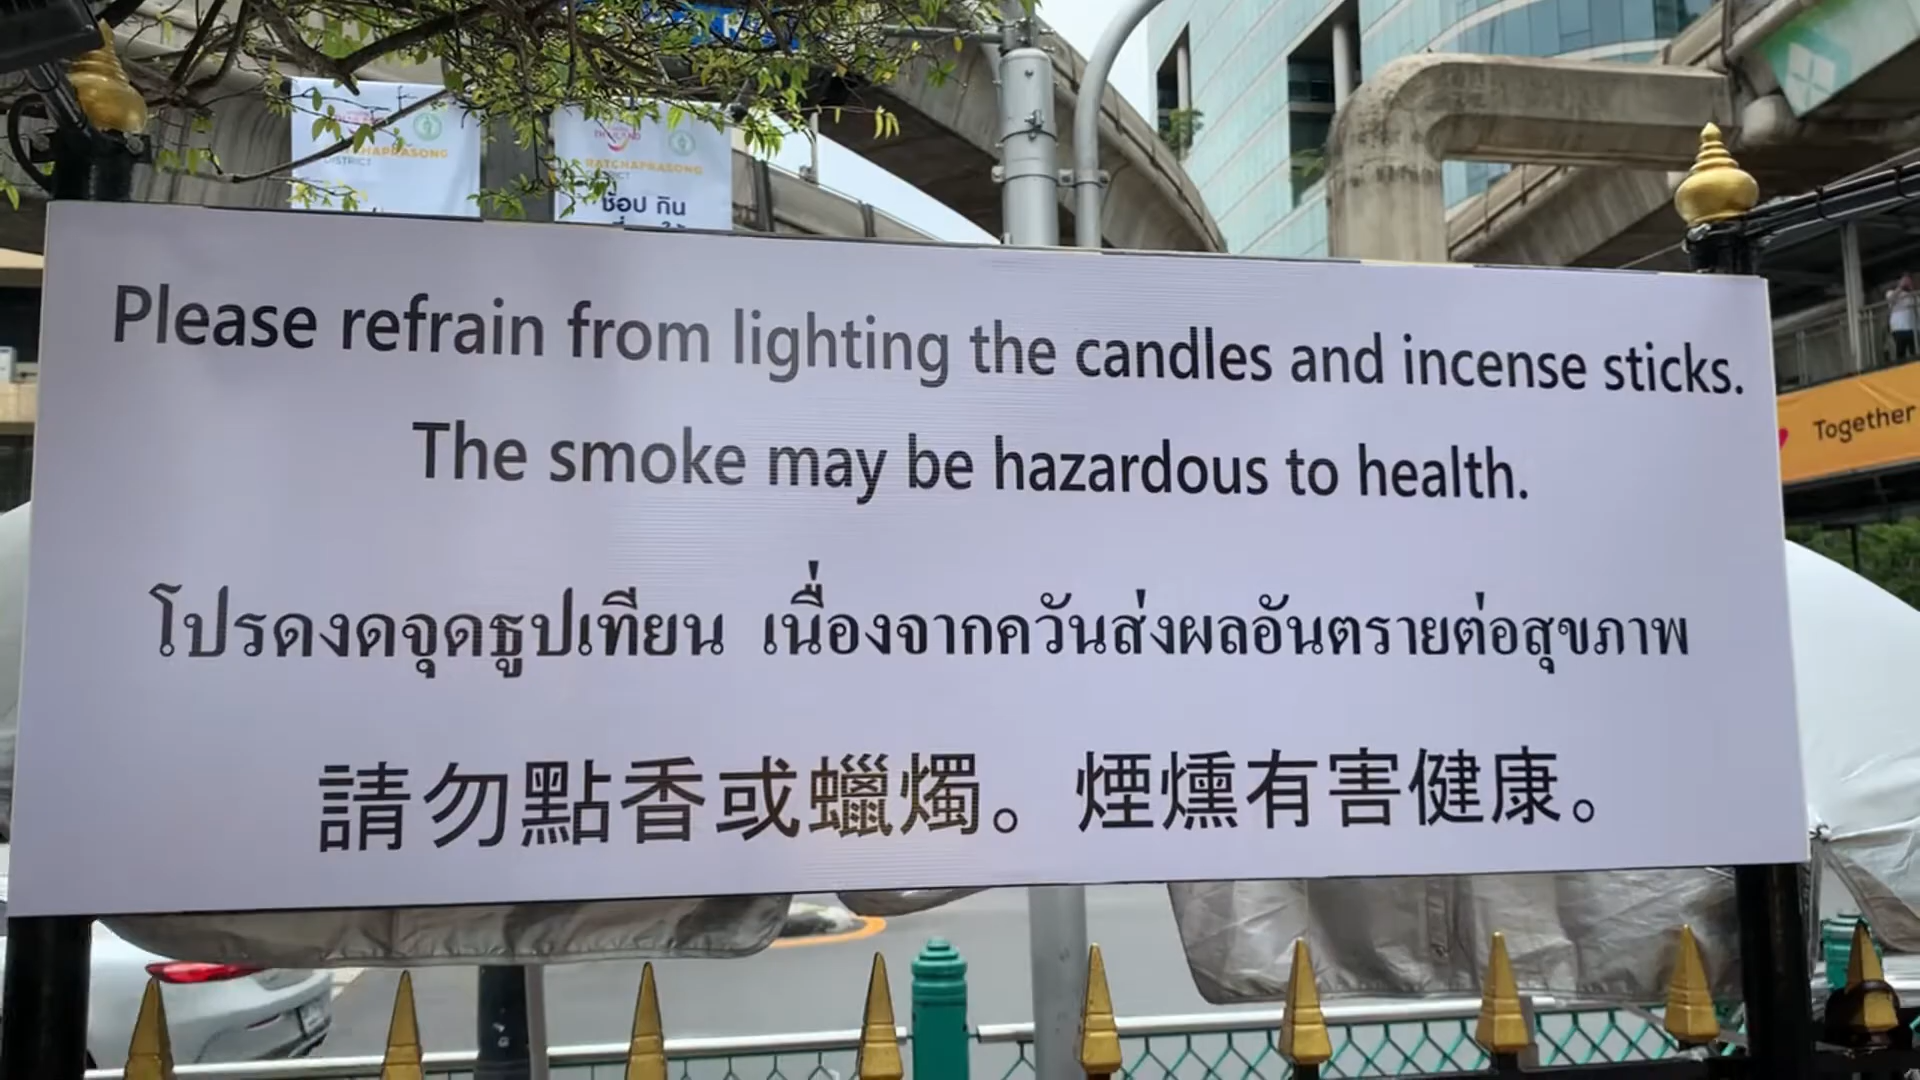 THAILAND
RATCHAPRASONG
DISTRICT
RATCHAPRASONG
ช้อป กิน
Together
Please refrain from lighting the candles and incense sticks.
The smoke may be hazardous to health.
โปรดงดจุดธูปเทียน เนื่องจากควันส่งผลอันตรายต่อสุขภาพ
請勿點香或蠟燭。煙燻有害健康。